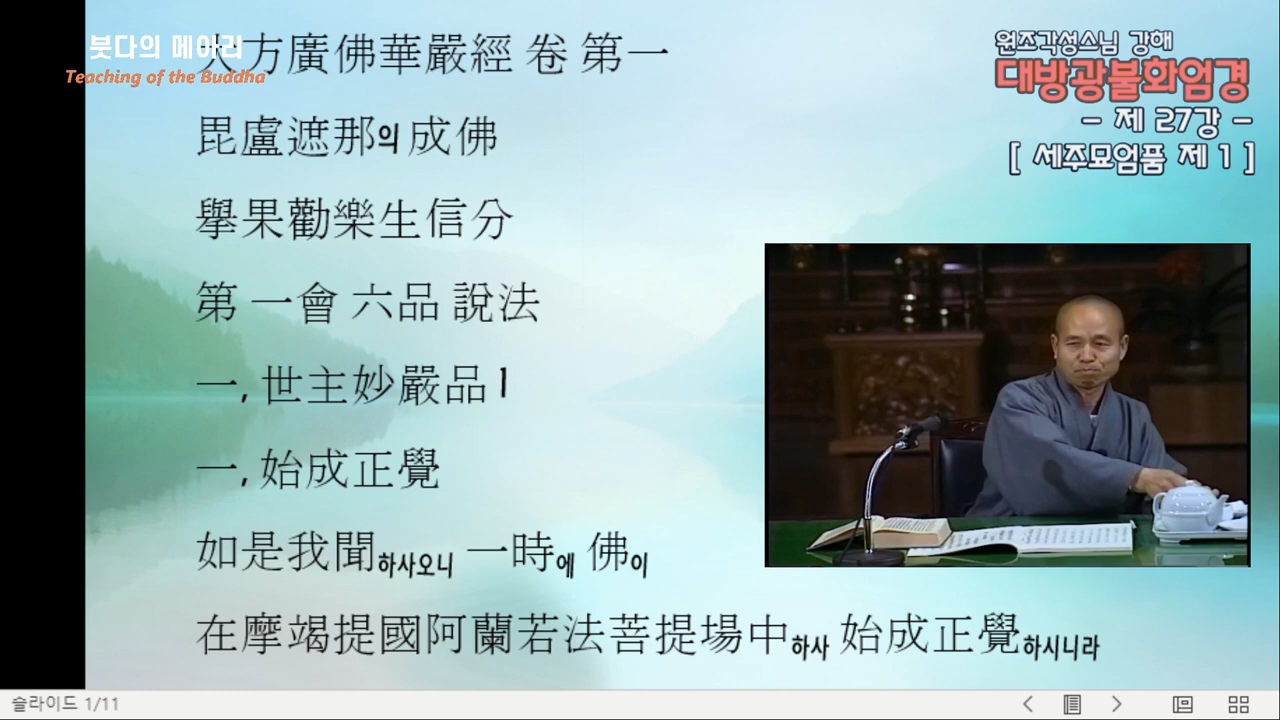 붓다의 메아리
Teaching of the Buddha
大方廣佛華嚴經 卷 第一
毘盧遮那의 成佛
擧果勸樂生信分
第 一會 六品 說法
一, 世主妙嚴品 1
一, 始成正覺
如是我聞하사오니 一時에 佛이
在摩竭提國阿蘭若法菩提場中하사 始成正覺하시니라
원조각성스님 강해
대방광불화엄경
- 제 27강 -
[ 세주묘엄품 제 1 ]
슬라이드 1/11